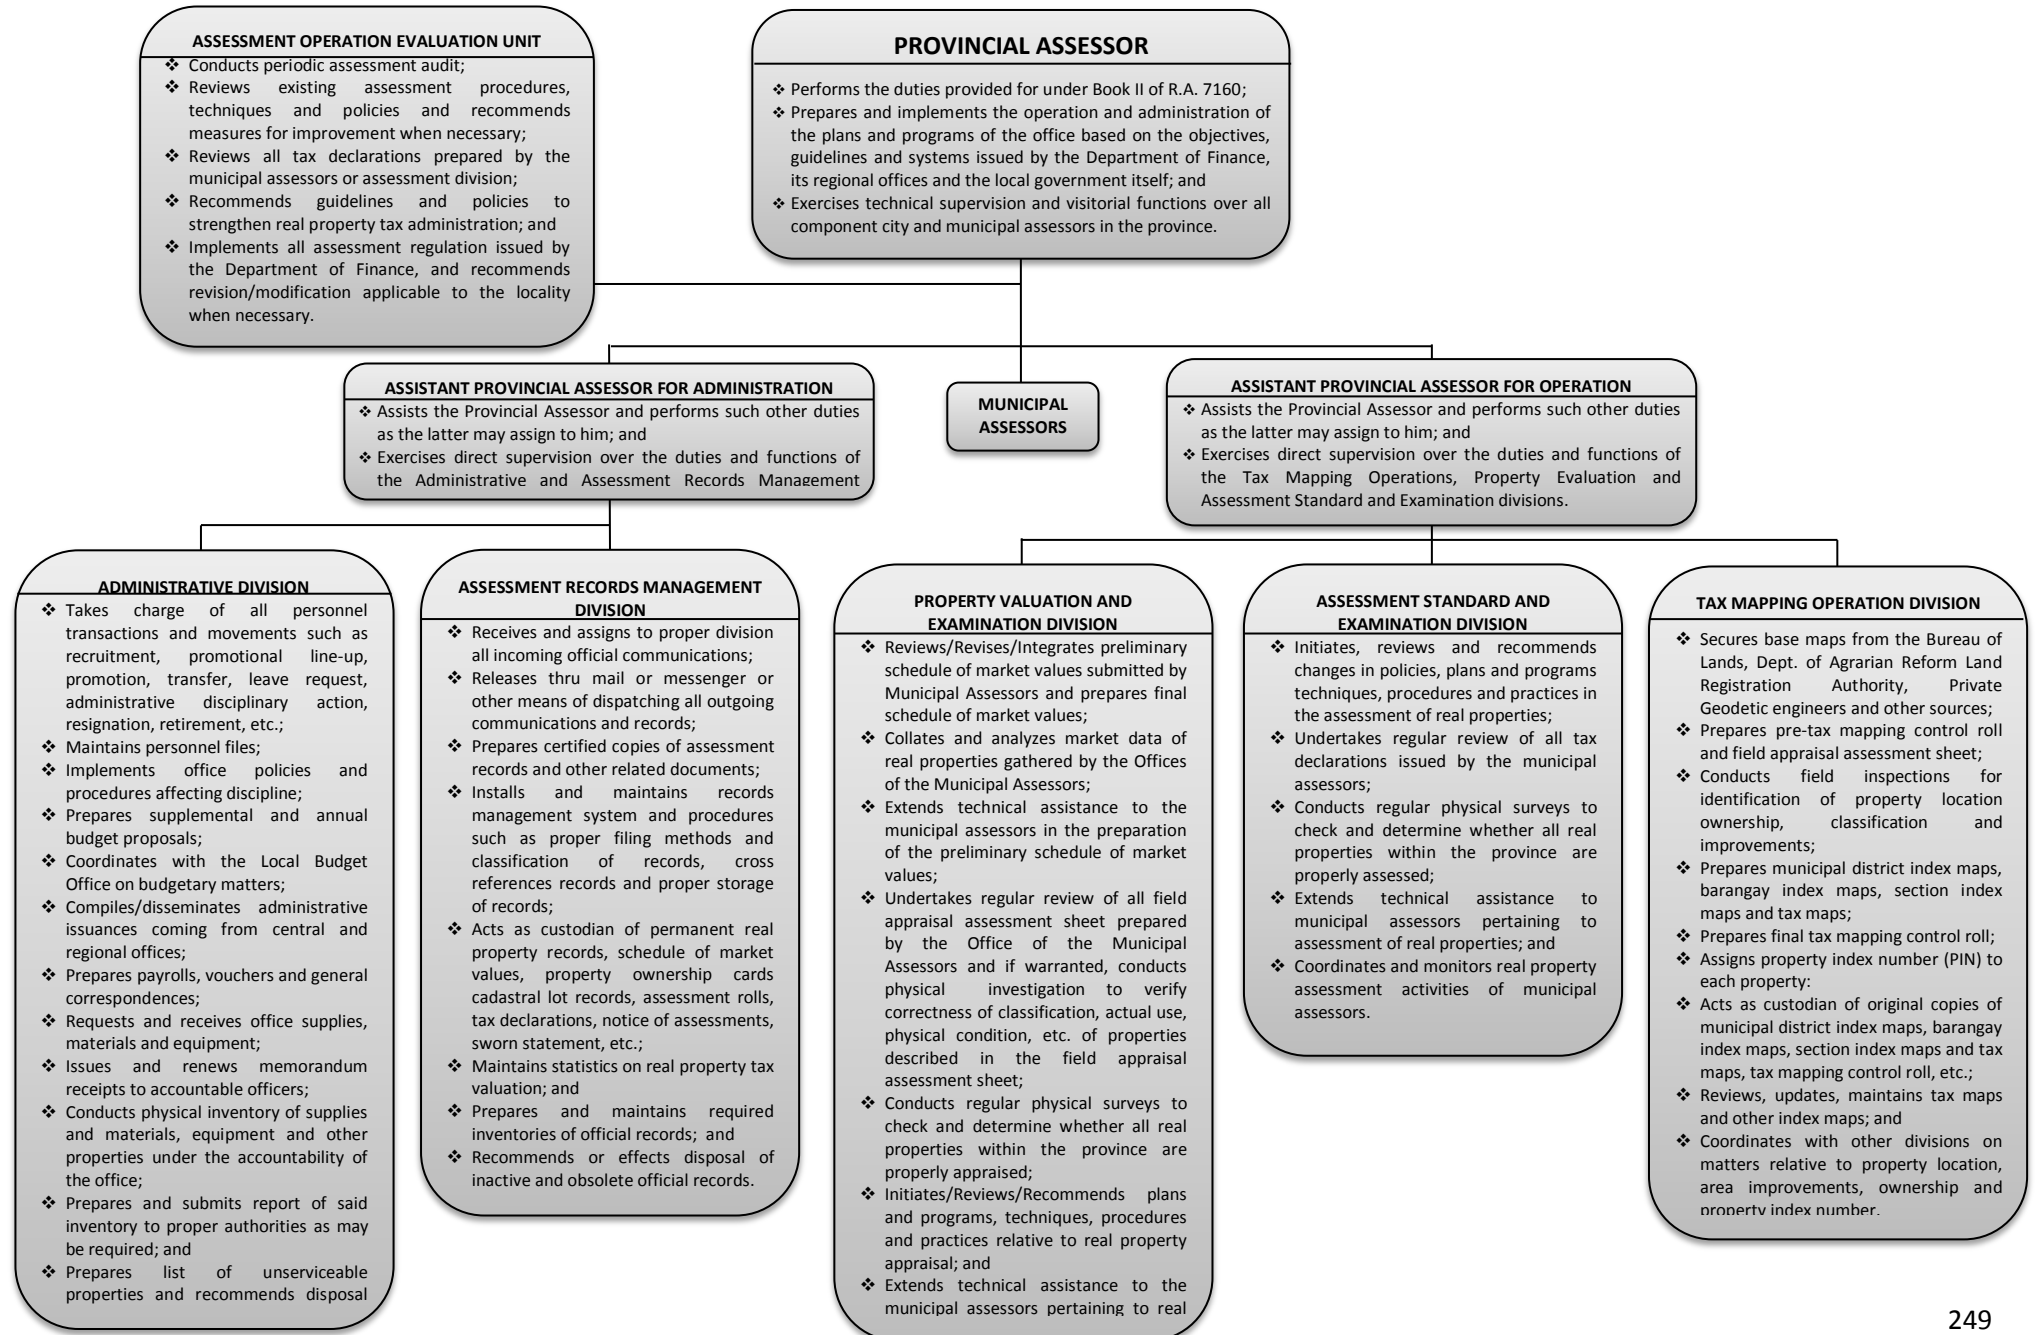 ASSESSMENT OPERATION EVALUATION UNIT
❖ Conducts periodic assessment audit;
❖ Reviews existing assessment procedures,
techniques and policies and recommends
measures for improvement when necessary;
❖ Reviews all tax declarations prepared by the
municipal assessors or assessment division;
❖ Recommends guidelines and policies to
strengthen real property tax administration; and
❖ Implements all assessment regulation issued by
the Department of Finance, and recommends
revision/modification applicable to the locality
when necessary.
PROVINCIAL ASSESSOR
❖ Performs the duties provided for under Book II of R.A. 7160;
❖ Prepares and implements the operation and administration of
the plans and programs of the office based on the objectives,
guidelines and systems issued by the Department of Finance,
its regional offices and the local government itself; and
❖ Exercises technical supervision and visitorial functions over all
component city and municipal assessors in the province.
ASSISTANT PROVINCIAL ASSESSOR FOR ADMINISTRATION
❖ Assists the Provincial Assessor and performs such other duties
as the latter may assign to him; and
❖ Exercises direct supervision over the duties and functions of
the Administrative and Assessment Records Management
MUNICIPAL
ASSESSORS
ASSISTANT PROVINCIAL ASSESSOR FOR OPERATION
❖ Assists the Provincial Assessor and performs such other duties
as the latter may assign to him; and
❖ Exercises direct supervision over the duties and functions of
the Tax Mapping Operations, Property Evaluation and
Assessment Standard and Examination divisions.
ADMINISTRATIVE DIVISION
❖ Takes charge of all personnel
transactions and movements such as
recruitment, promotional line-up,
promotion, transfer, leave request,
administrative disciplinary action,
resignation, retirement, etc.;
❖ Maintains personnel files;
❖ Implements office policies and
procedures affecting discipline;
❖ Prepares supplemental and annual
budget proposals;
❖ Coordinates with the Local Budget
Office on budgetary matters;
❖ Compiles/disseminates administrative
issuances coming from central and
regional offices;
❖ Prepares payrolls, vouchers and general
correspondences;
❖ Requests and receives office supplies,
materials and equipment;
❖ Issues and renews memorandum
receipts to accountable officers;
❖ Conducts physical inventory of supplies
and materials, equipment and other
properties under the accountability of
the office;
❖ Prepares and submits report of said
inventory to proper authorities as may
be required; and
❖ Prepares list of unserviceable
properties and recommends disposal
ASSESSMENT RECORDS MANAGEMENT
DIVISION
❖ Receives and assigns to proper division
all incoming official communications;
❖ Releases thru mail or messenger or
other means of dispatching all outgoing
communications and records;
❖ Prepares certified copies of assessment
records and other related documents;
❖ Installs and maintains records
management system and procedures
such as proper filing methods and
classification of records, cross
references records and proper storage
of records;
❖ Acts as custodian of permanent real
property records, schedule of market
values, property ownership cards
cadastral lot records, assessment rolls,
tax declarations, notice of assessments,
sworn statement, etc.;
❖ Maintains statistics on real property tax
valuation; and
❖ Prepares and maintains required
inventories of official records; and
❖ Recommends or effects disposal of
inactive and obsolete official records.
PROPERTY VALUATION AND
EXAMINATION DIVISION
❖ Reviews/Revises/Integrates preliminary
schedule of market values submitted by
Municipal Assessors and prepares final
schedule of market values;
❖ Collates and analyzes market data of
real properties gathered by the Offices
of the Municipal Assessors;
❖ Extends technical assistance to the
municipal assessors in the preparation
of the preliminary schedule of market
values;
❖ Undertakes regular review of all field
appraisal assessment sheet prepared
by the Office of the Municipal
Assessors and if warranted, conducts
physical investigation to verify
correctness of classification, actual use,
physical condition, etc. of properties
described in the field appraisal
assessment sheet;
❖ Conducts regular physical surveys to
check and determine whether all real
properties within the province are
properly appraised;
❖ Initiates/Reviews/Recommends plans
and programs, techniques, procedures
and practices relative to real property
appraisal; and
❖ Extends technical assistance to the
municipal assessors pertaining to real
ASSESSMENT STANDARD AND
EXAMINATION DIVISION
❖ Initiates, reviews and recommends
changes in policies, plans and programs
techniques, procedures and practices in
the assessment of real properties;
❖ Undertakes regular review of all tax
declarations issued by the municipal
assessors;
❖ Conducts regular physical surveys to
check and determine whether all real
properties within the province are
properly assessed;
❖ Extends technical assistance to
municipal assessors pertaining to
assessment of real properties; and
❖ Coordinates and monitors real property
assessment activities of municipal
assessors.
TAX MAPPING OPERATION DIVISION
❖ Secures base maps from the Bureau of
Lands, Dept. of Agrarian Reform Land
Registration Authority, Private
Geodetic engineers and other sources;
❖ Prepares pre-tax mapping control roll
and field appraisal assessment sheet;
❖ Conducts field inspections for
identification of property location
ownership, classification and
improvements;
❖ Prepares municipal district index maps,
barangay index maps, section index
maps and tax maps;
❖ Prepares final tax mapping control roll;
❖ Assigns property index number (PIN) to
each property:
❖ Acts as custodian of original copies of
municipal district index maps, barangay
index maps, section index maps and tax
maps, tax mapping control roll, etc.;
❖ Reviews, updates, maintains tax maps
and other index maps; and
❖ Coordinates with other divisions on
matters relative to property location,
area improvements, ownership and
property index number.
249